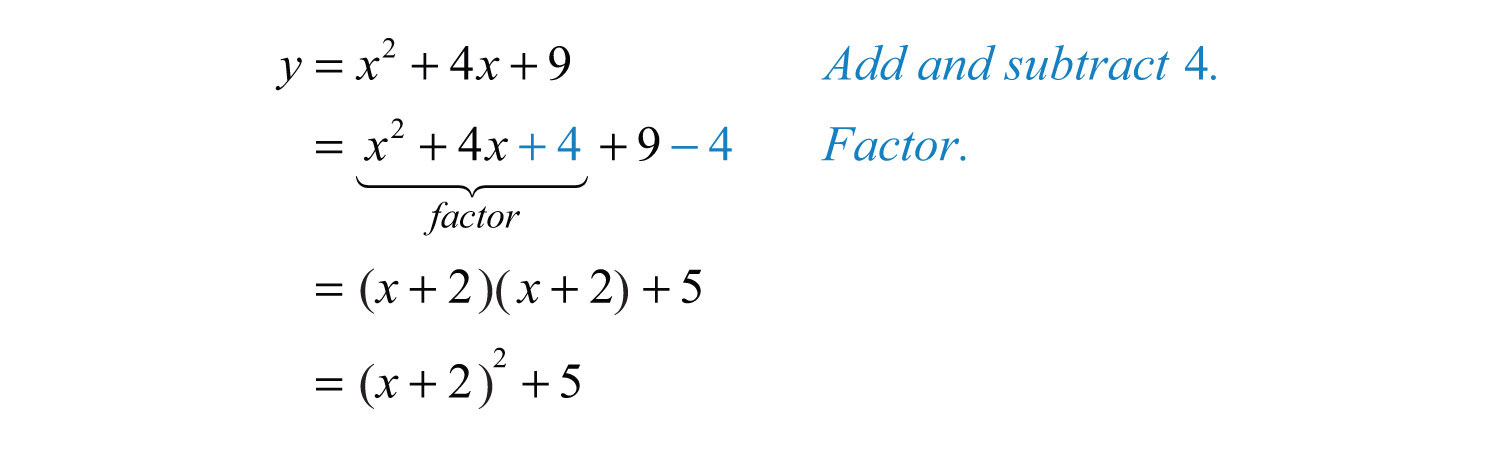 y = x² + 4x + 9 Add and subtract 4.
= x² + 4x + 4 + 9 − 4 Factor.
factor
= (x + 2)(x + 2) + 5
= (x + 2)² + 5